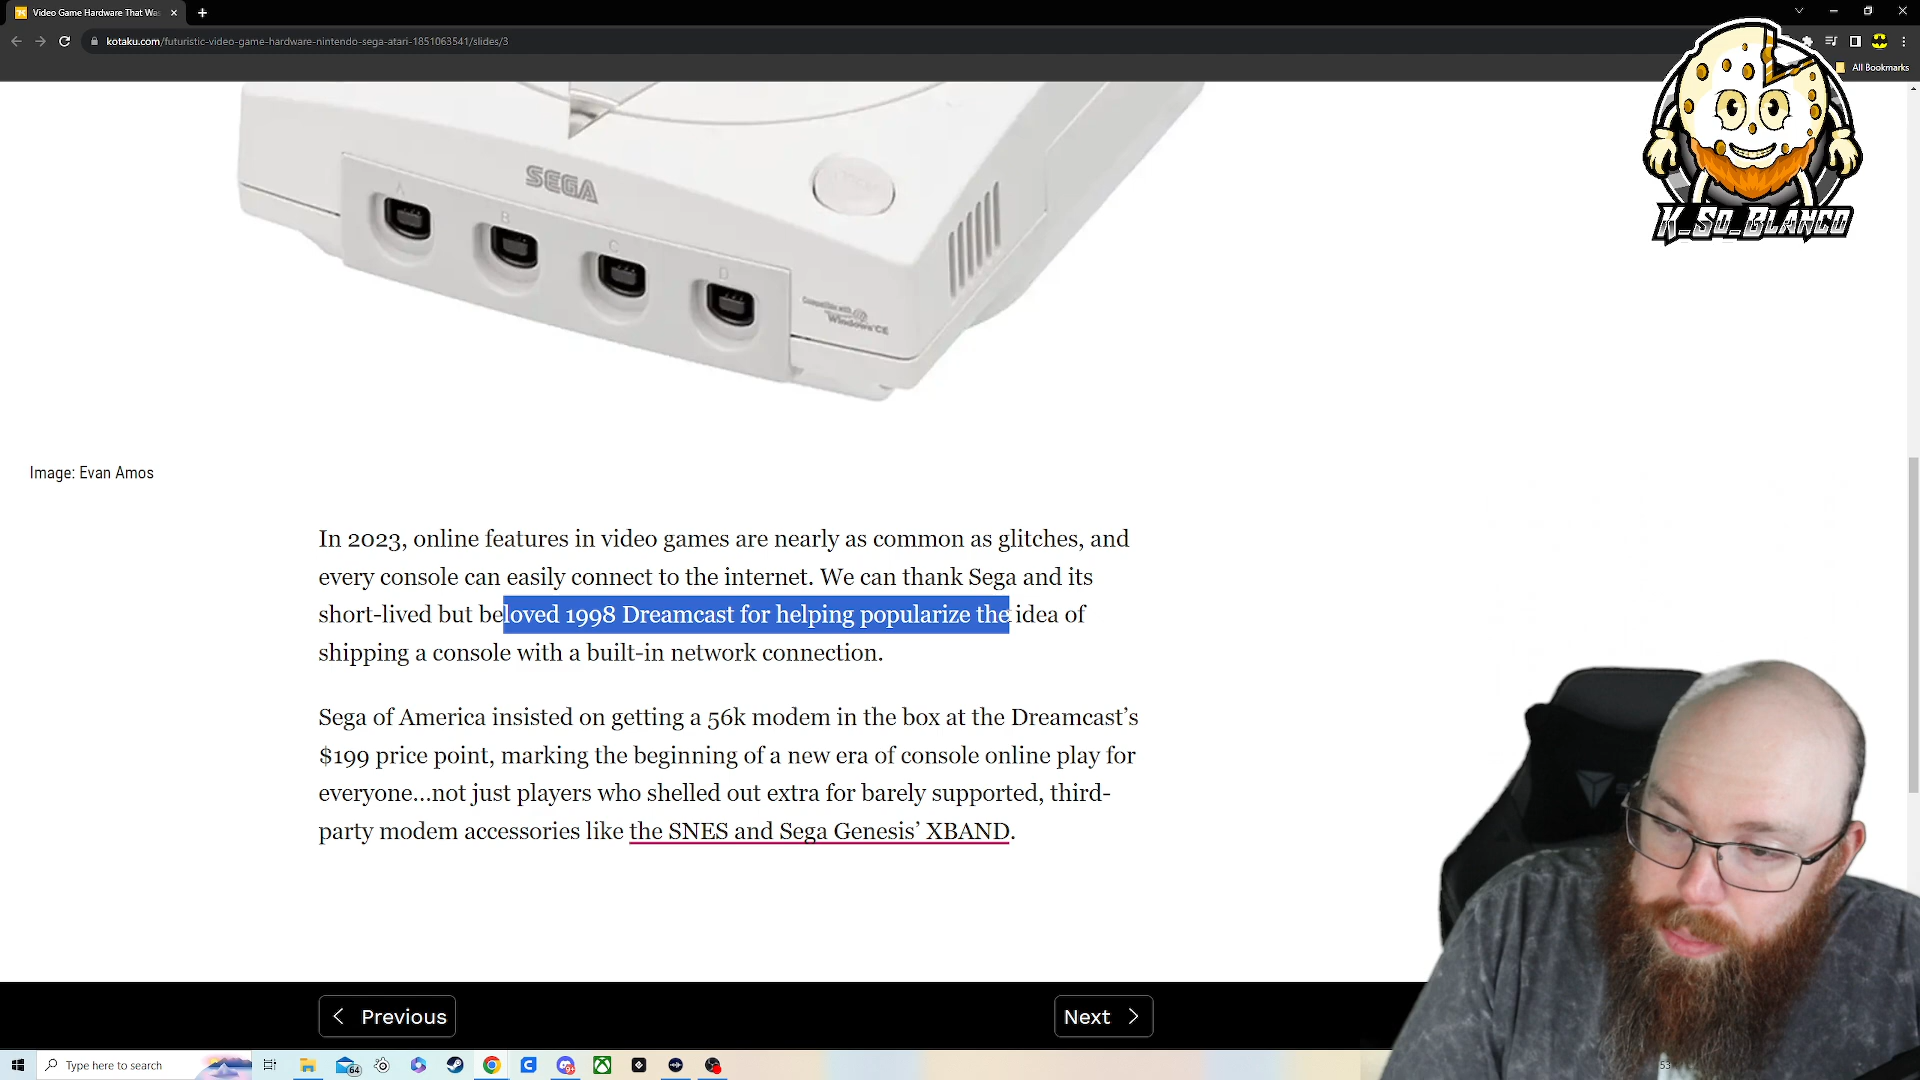 Video Game Hardware That Wa
kotaku.com/futuristic-video-game-hardware-nintendo-sega-atari-1851063541/slides/3
All Bookmarks
K_So_Blanco
SEGA
A
B
C
D
Compatible with
Windows CE
Image: Evan Amos
In 2023, online features in video games are nearly as common as glitches, and
every console can easily connect to the internet. We can thank Sega and its
short-lived but beloved 1998 Dreamcast for helping popularize the idea of
shipping a console with a built-in network connection.
Sega of America insisted on getting a 56k modem in the box at the Dreamcast’s
$199 price point, marking the beginning of a new era of console online play for
everyone...not just players who shelled out extra for barely supported, third-
party modem accessories like the SNES and Sega Genesis’ XBAND.
Previous
Next
Type here to search
64
9+